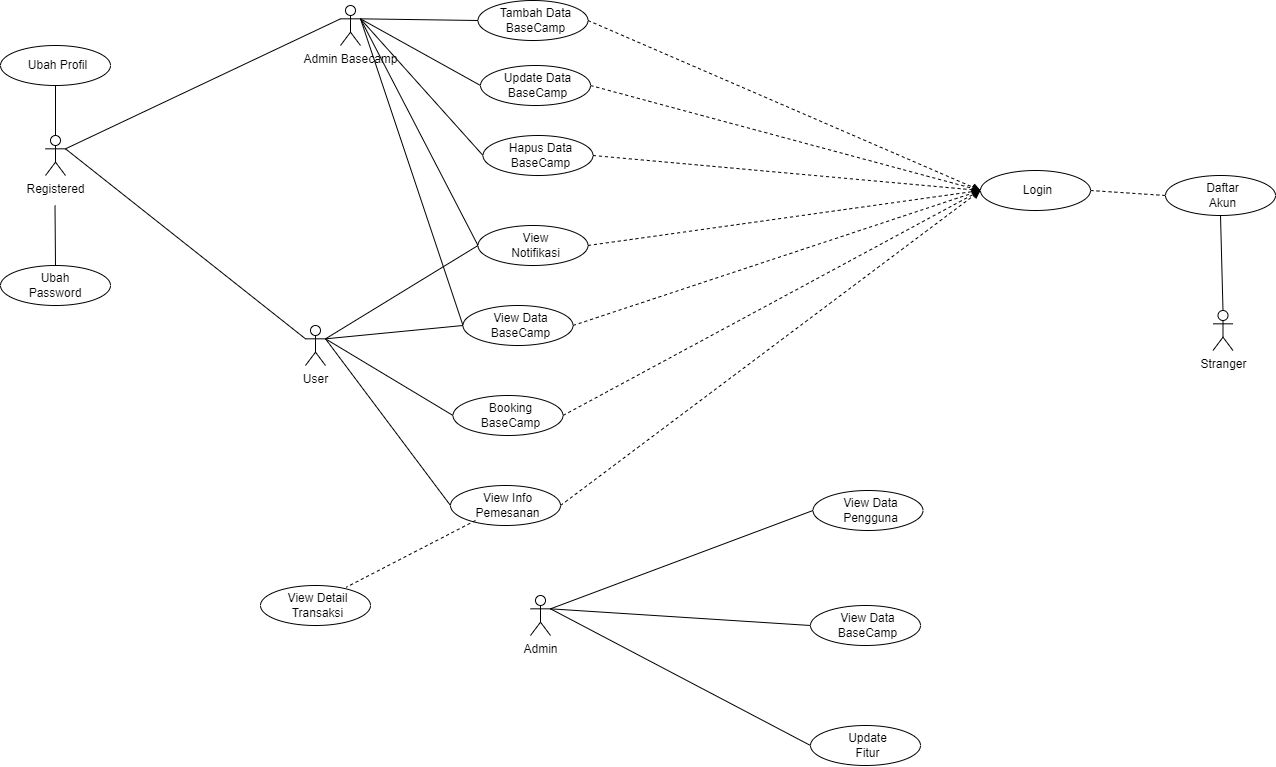 Tambah Data
BaseCamp
Admin Basecamp
Ubah Profil
Update Data
BaseCamp
Hapus Data
BaseCamp
Registered
Login
Daftar
Akun
View
Notifikasi
Ubah
Password
View Data
BaseCamp
User
Stranger
Booking
BaseCamp
View Info
Pemesanan
View Data
Pengguna
View Detail
Transaksi
Admin
View Data
BaseCamp
Update
Fitur